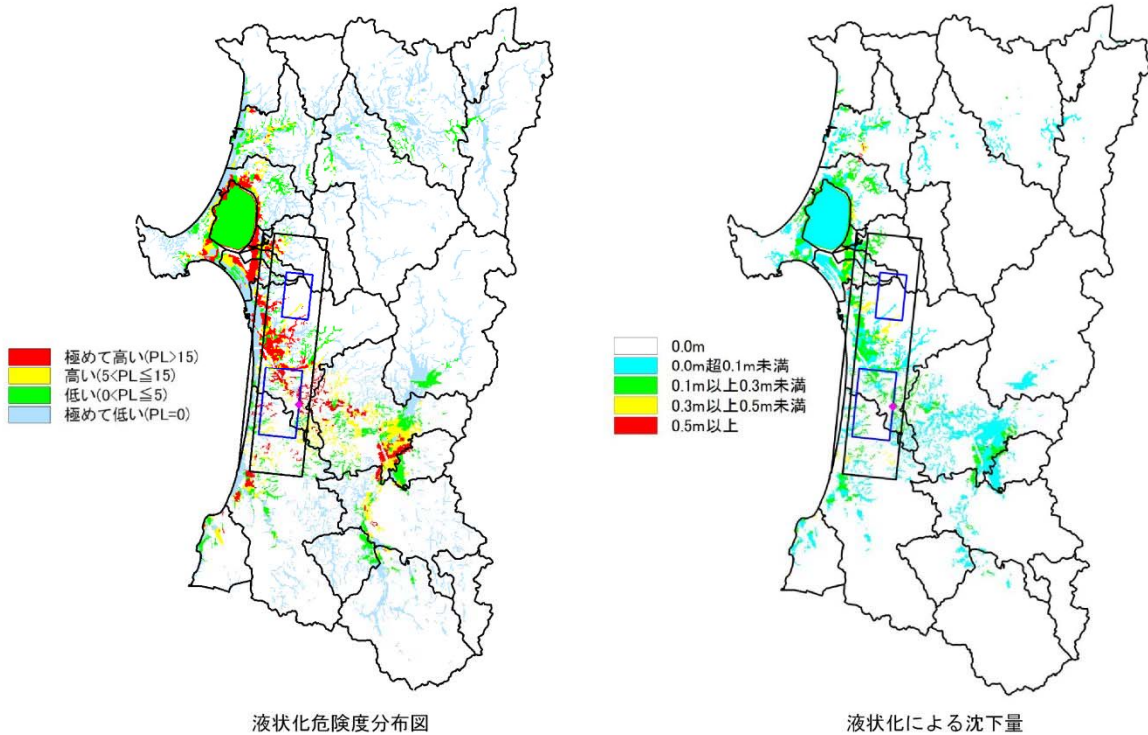 極めて高い(PL>15)
高い(5<PL≦15)
低い(0<PL≦5)
極めて低い(PL=0)
液状化危険度分布図
0.0m
0.0m超0.1m未満
0.1m以上0.3m未満
0.3m以上0.5m未満
0.5m以上
液状化による沈下量